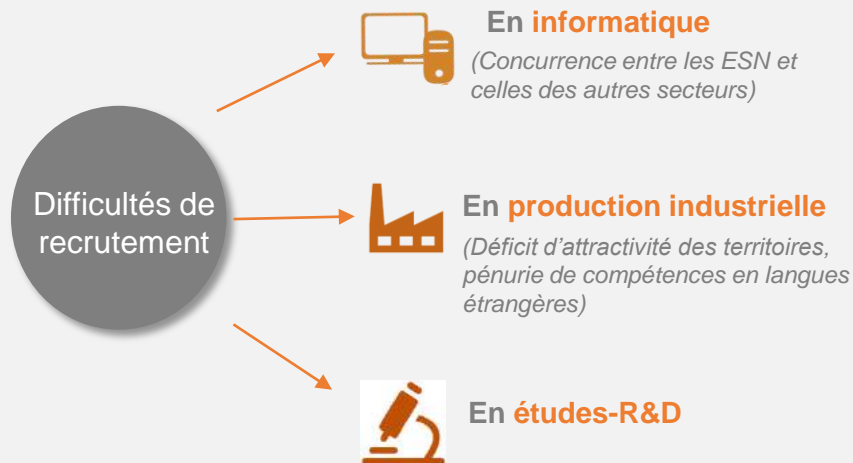 En informatique
(Concurrence entre les ESN et
celles des autres secteurs)
Difficultés de
recrutement
En production industrielle
(Déficit d’attractivité des territoires,
pénurie de compétences en langues
étrangères)
En études-R&D